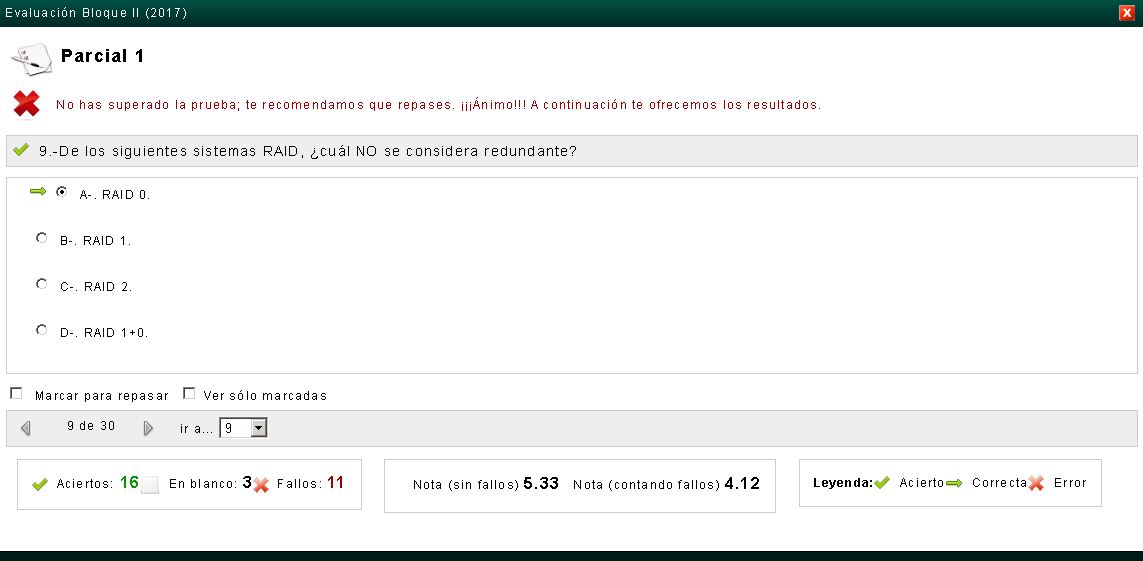 Evaluación Bloque II (2017)
Parcial 1
No has superado la prueba; te recomendamos que repases. ¡¡¡Ánimo!!! A continuación te ofrecemos los resultados.
9.-De los siguientes sistemas RAID, ¿cuál NO se considera redundante?
A-. RAID 0.
B-. RAID 1.
C-. RAID 2.
D-. RAID 1+0.
Marcar para repasar Ver sólo marcadas
9 de 30 ir a... 9
Aciertos: 16 En blanco: 3 Fallos: 11 Nota (sin fallos) 5.33 Nota (contando fallos) 4.12 Leyenda: Acierto Correcta Error